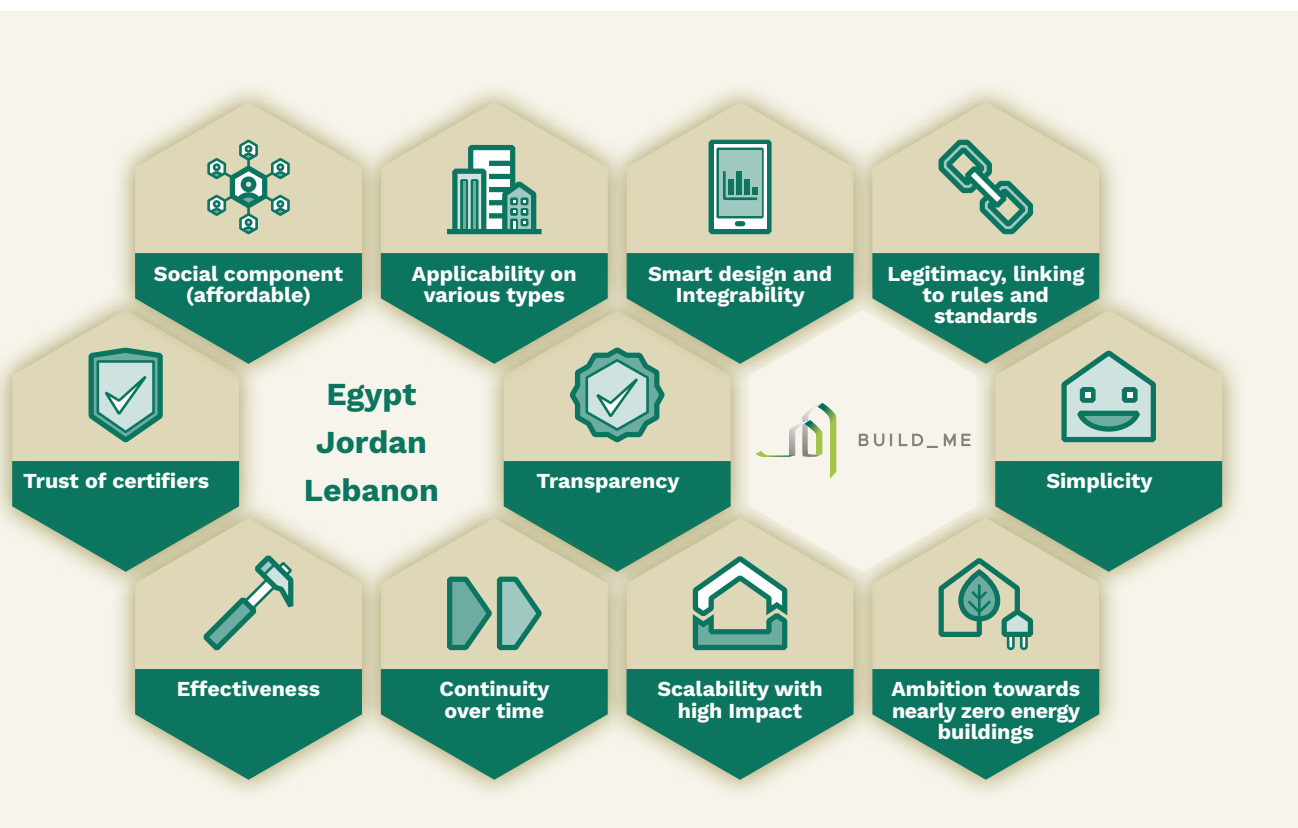 Social component
(affordable)
Applicability on
various types
Smart design and
Integrability
Legitimacy, linking
to rules and
standards
Trust of certifiers
Egypt
Jordan
Lebanon
Transparency
BUILD_ME
Simplicity
Effectiveness
Continuity
over time
Scalability with
high Impact
Ambition towards
nearly zero energy
buildings